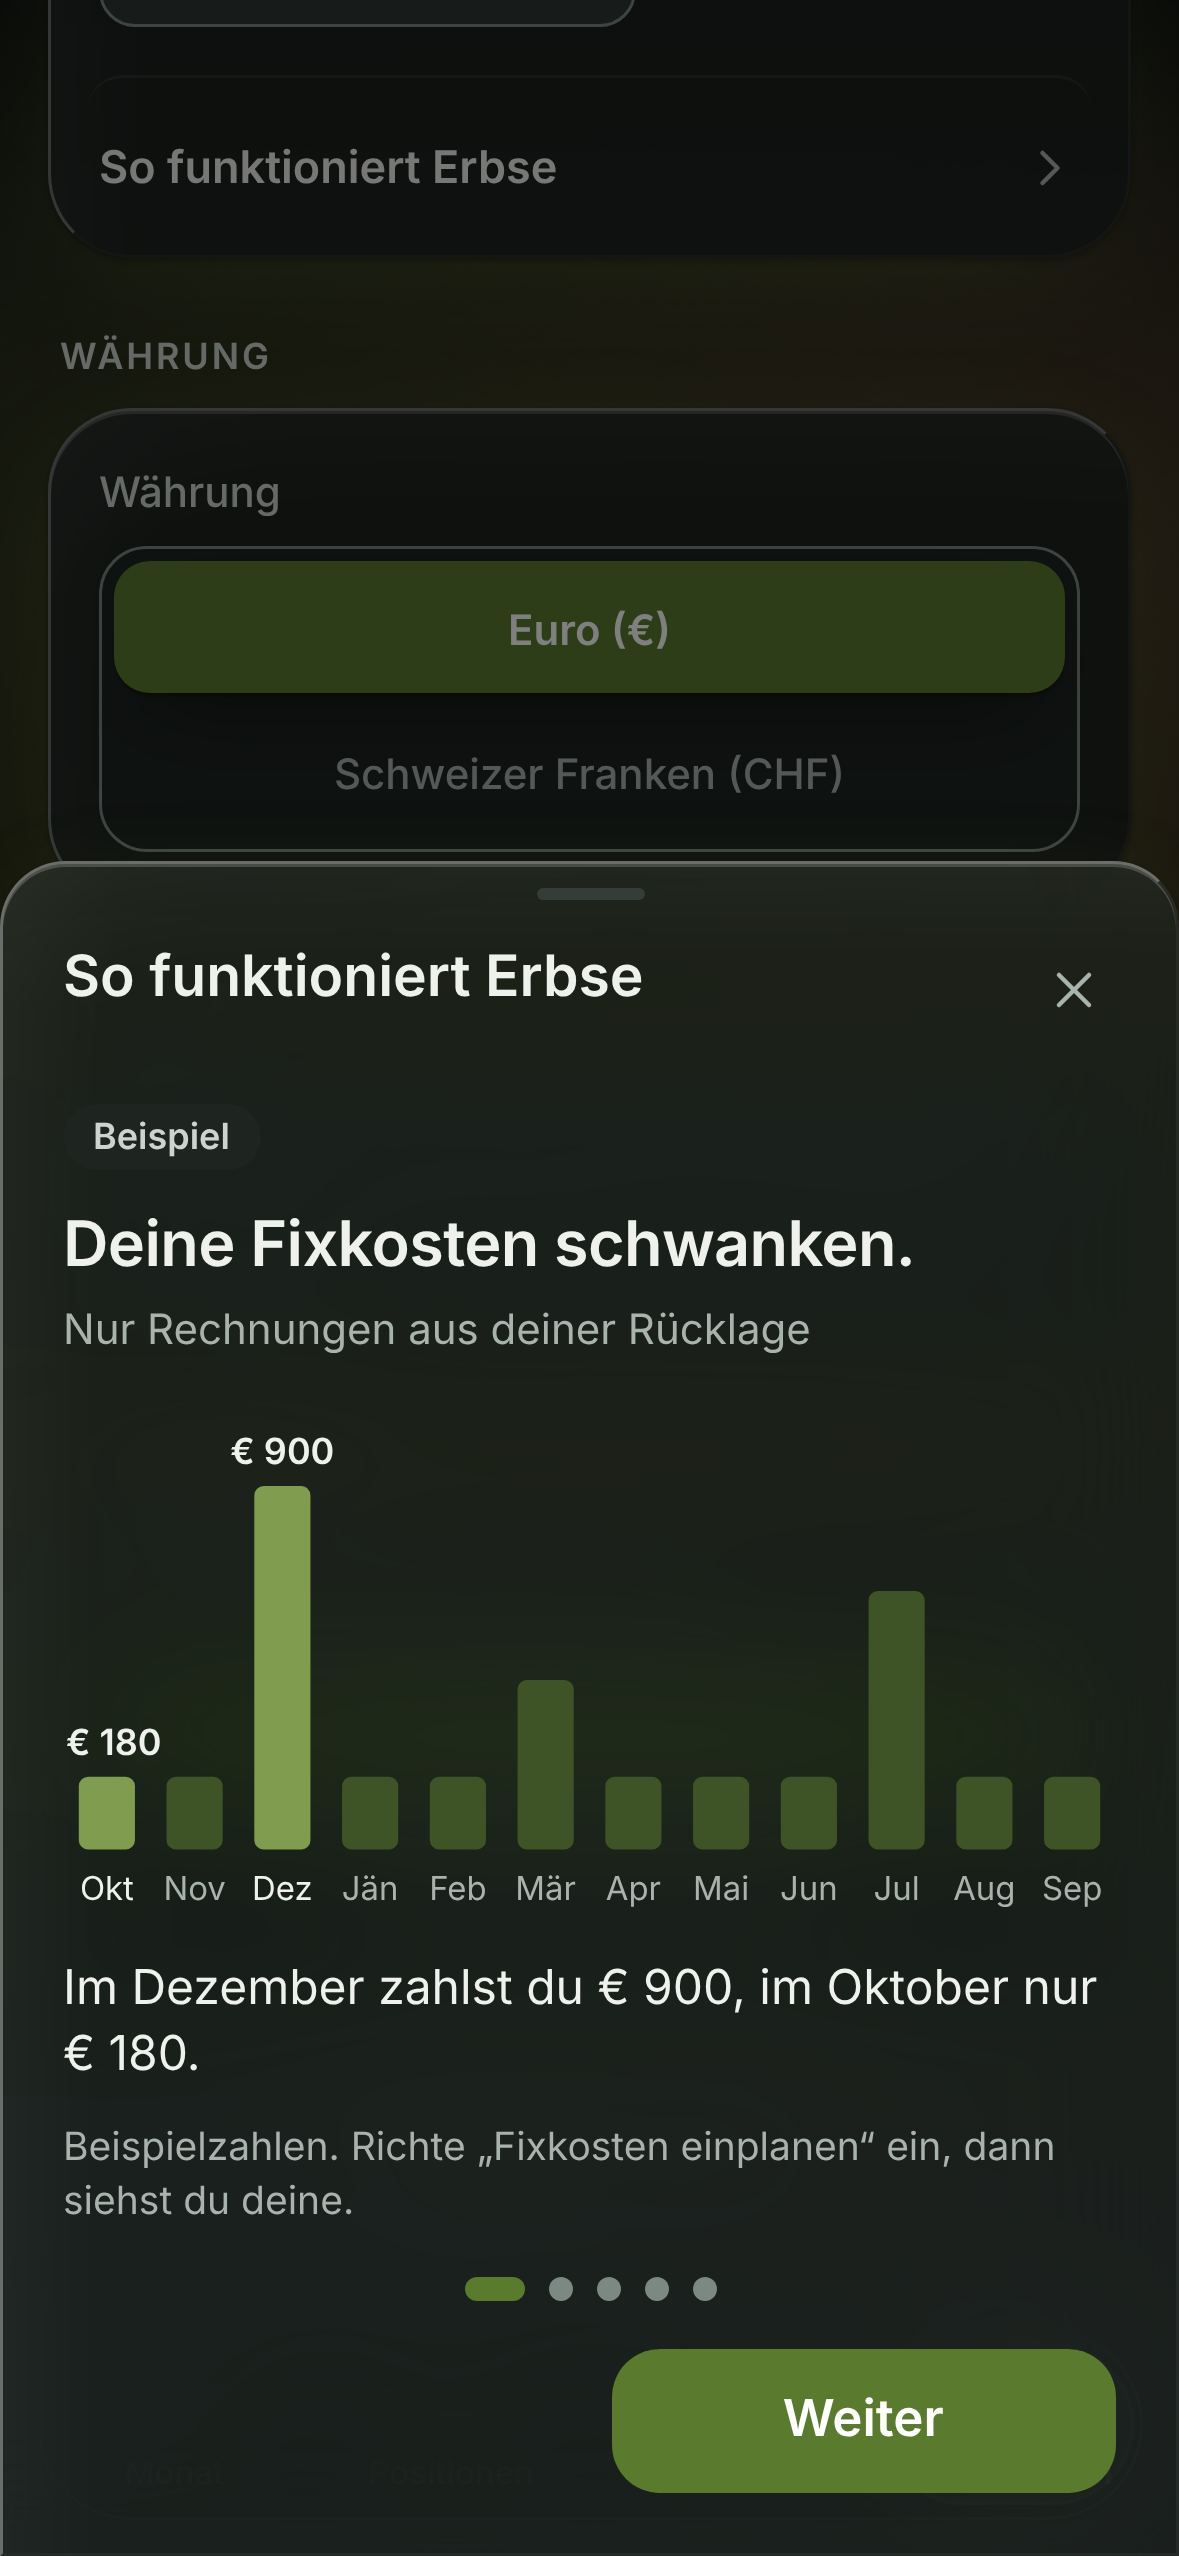 So funktioniert Erbse
WÄHRUNG
Währung
Euro (€)
Schweizer Franken (CHF)
So funktioniert Erbse
Beispiel
Deine Fixkosten schwanken.
Nur Rechnungen aus deiner Rücklage
€ 900
€ 180
Okt Nov Dez Jän Feb Mär Apr Mai Jun Jul Aug Sep
Im Dezember zahlst du € 900, im Oktober nur
€ 180.
Beispielzahlen. Richte „Fixkosten einplanen“ ein, dann
siehst du deine.
Weiter
Monat Positionen